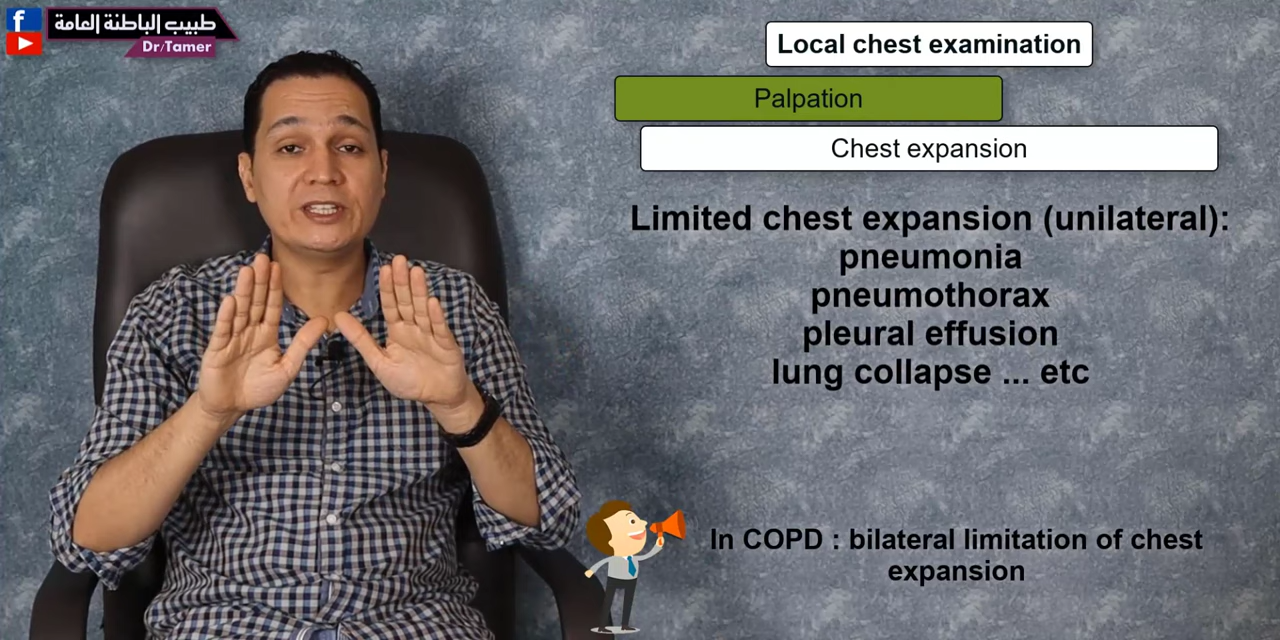 طبيب الباطنة العامة
Dr/Tamer
Local chest examination
Palpation
Chest expansion
Limited chest expansion (unilateral):
pneumonia
pneumothorax
pleural effusion
lung collapse ... etc
In COPD : bilateral limitation of chest
expansion